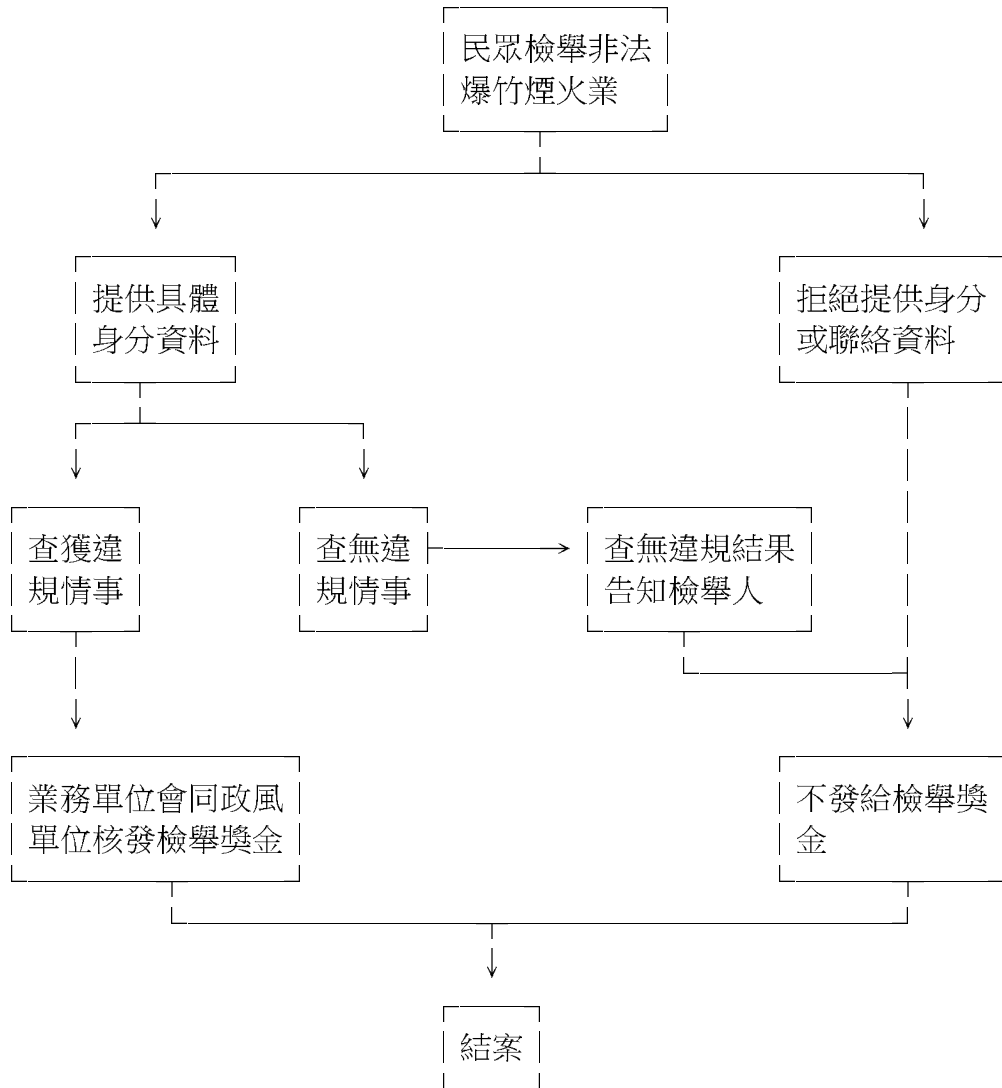 民眾檢舉非法
爆竹煙火業
提供具體
身分資料
拒絕提供身分
或聯絡資料
查獲違
規情事
查無違
規情事
查無違規結果
告知檢舉人
業務單位會同政風
單位核發檢舉獎金
不發給檢舉獎
金
結案